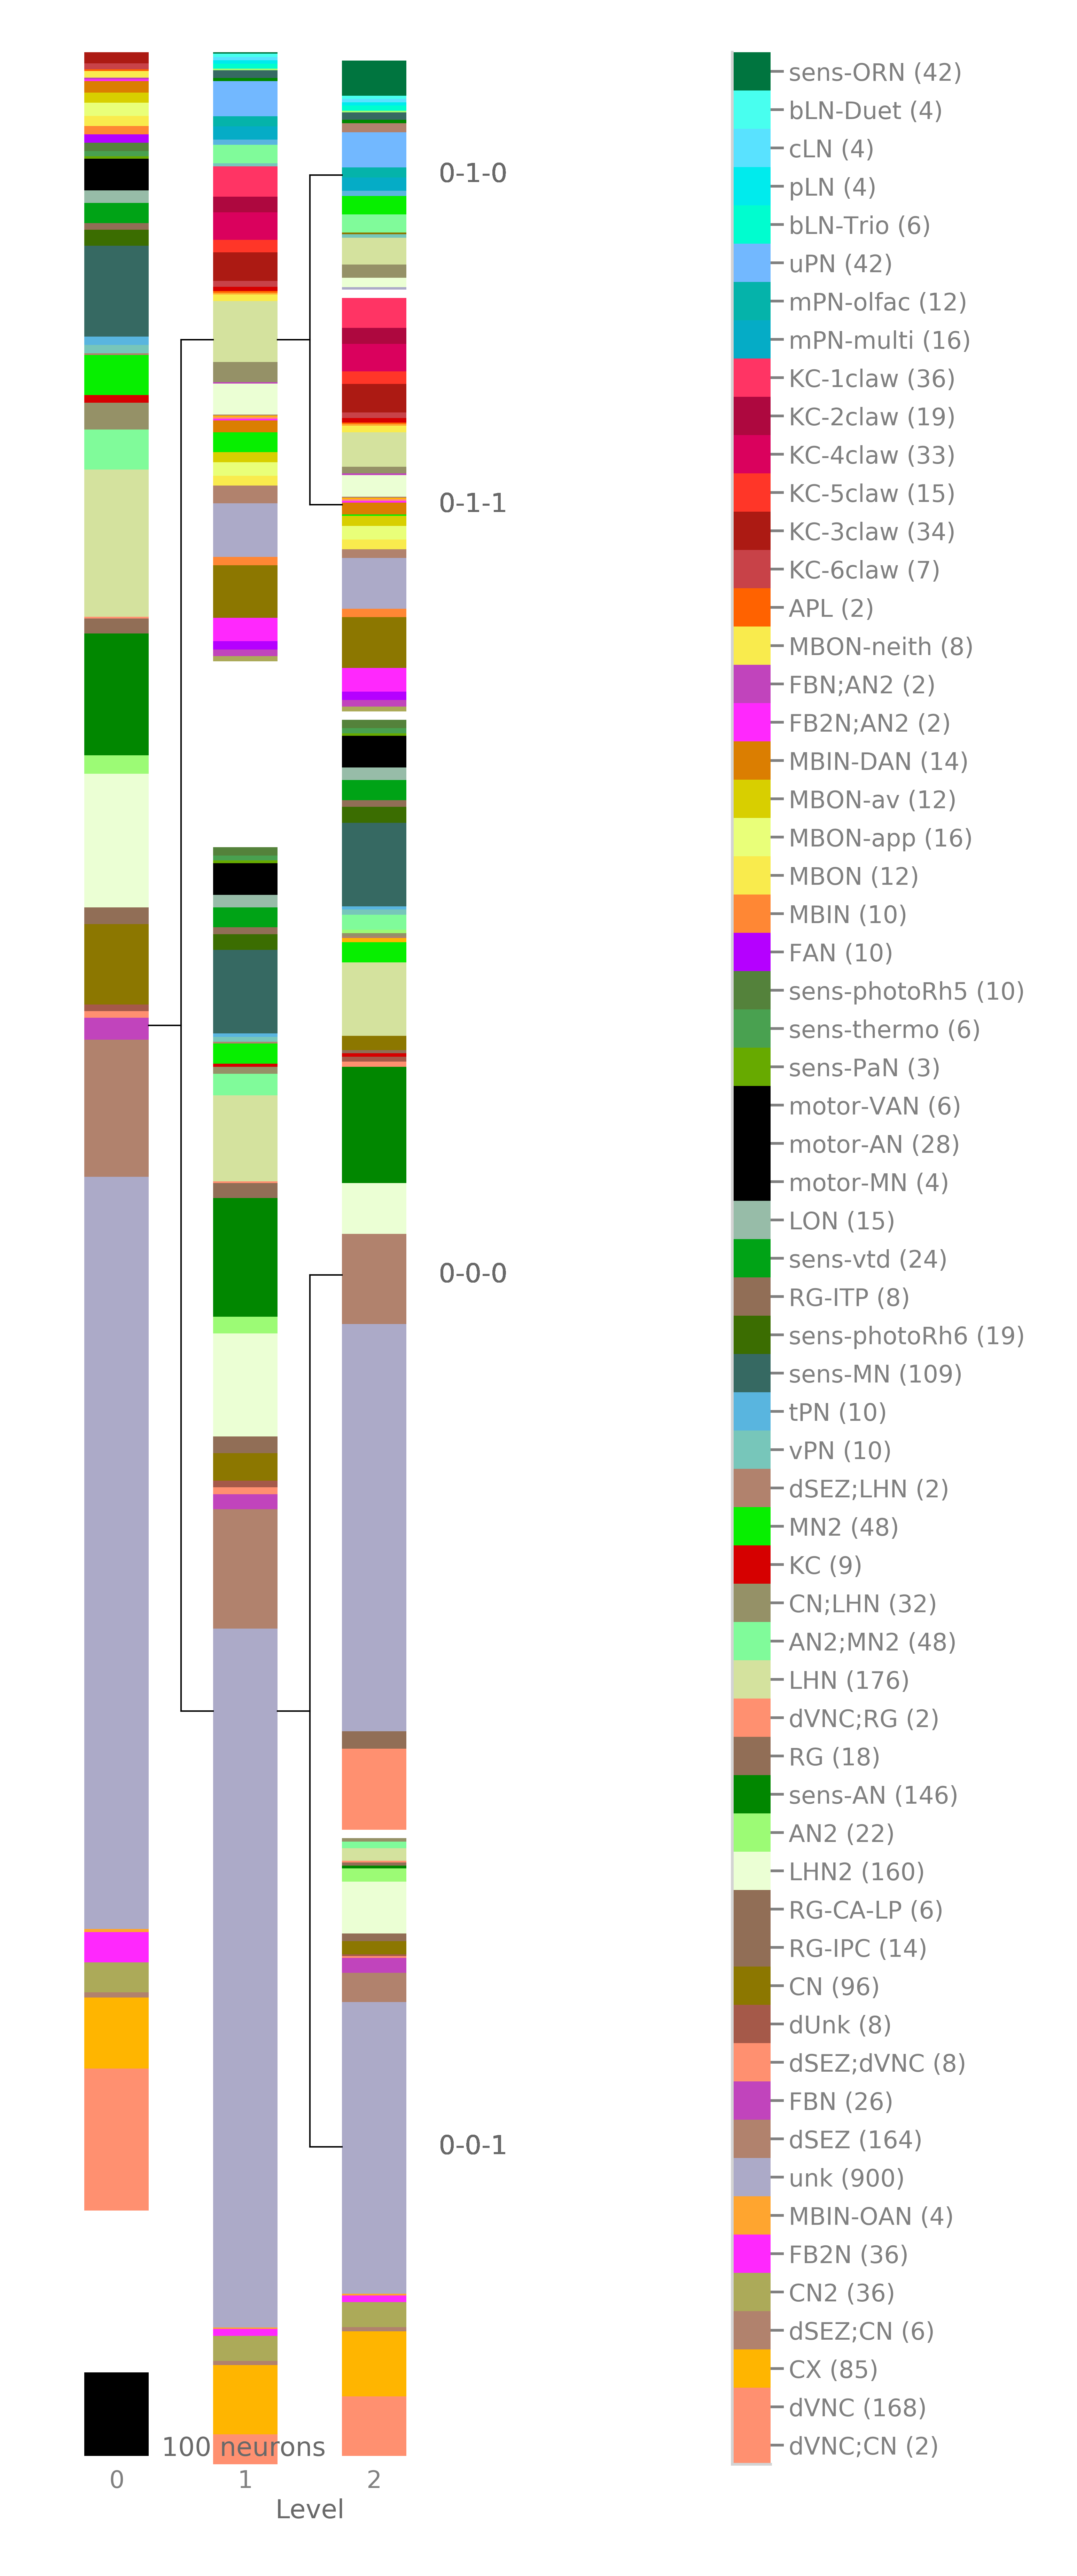 0-1-0
0-1-1
0-0-0
0-0-1
100 neurons
0
1
2
Level
sens-ORN (42)
bLN-Duet (4)
cLN (4)
pLN (4)
bLN-Trio (6)
uPN (42)
mPN-olfac (12)
mPN-multi (16)
KC-1claw (36)
KC-2claw (19)
KC-4claw (33)
KC-5claw (15)
KC-3claw (34)
KC-6claw (7)
APL (2)
MBON-neith (8)
FBN;AN2 (2)
FB2N;AN2 (2)
MBIN-DAN (14)
MBON-av (12)
MBON-app (16)
MBON (12)
MBIN (10)
FAN (10)
sens-photoRh5 (10)
sens-thermo (6)
sens-PaN (3)
motor-VAN (6)
motor-AN (28)
motor-MN (4)
LON (15)
sens-vtd (24)
RG-ITP (8)
sens-photoRh6 (19)
sens-MN (109)
tPN (10)
vPN (10)
dSEZ;LHN (2)
MN2 (48)
KC (9)
CN;LHN (32)
AN2;MN2 (48)
LHN (176)
dVNC;RG (2)
RG (18)
sens-AN (146)
AN2 (22)
LHN2 (160)
RG-CA-LP (6)
RG-IPC (14)
CN (96)
dUnk (8)
dSEZ;dVNC (8)
FBN (26)
dSEZ (164)
unk (900)
MBIN-OAN (4)
FB2N (36)
CN2 (36)
dSEZ;CN (6)
CX (85)
dVNC (168)
dVNC;CN (2)